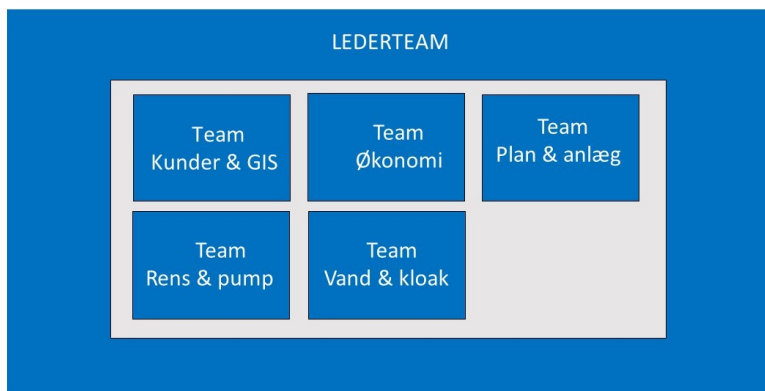 LEDERTEAM
Team
Kunder & GIS
Team
Økonomi
Team
Plan & anlæg
Team
Rens & pump
Team
Vand & kloak